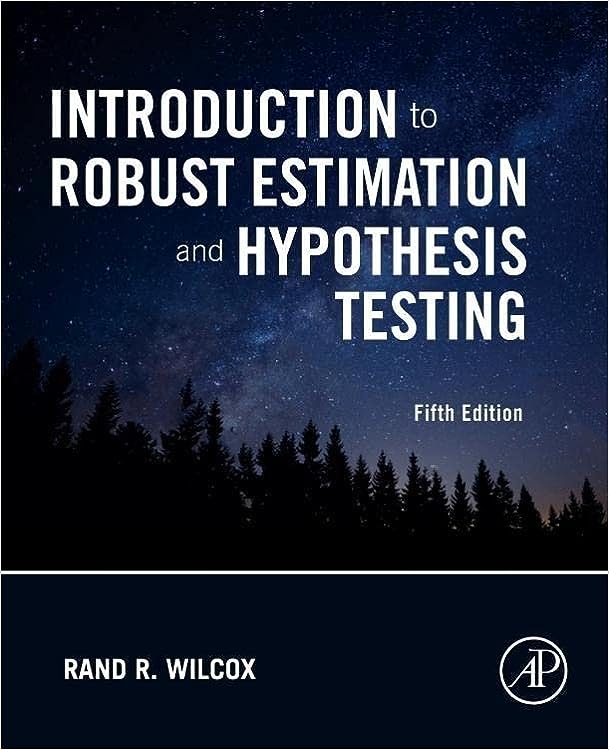 INTRODUCTION to
ROBUST ESTIMATION
and HYPOTHESIS
TESTING
Fifth Edition
RAND R. WILCOX
AP